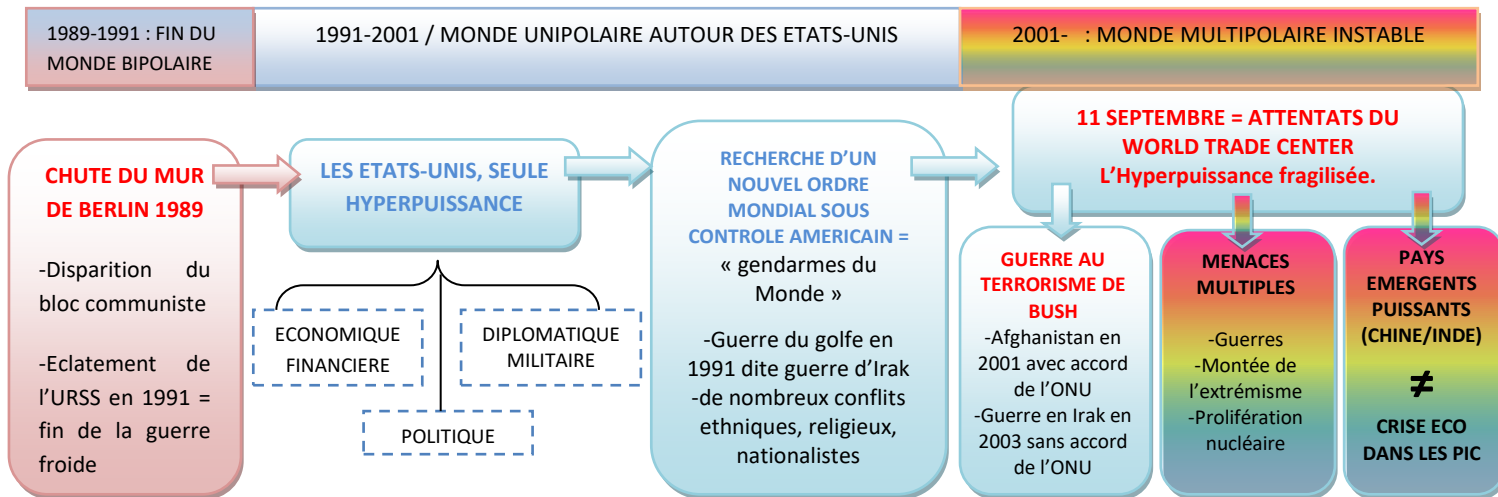 1989-1991 : FIN DU
MONDE BIPOLAIRE
1991-2001 / MONDE UNIPOLAIRE AUTOUR DES ETATS-UNIS
2001-   : MONDE MULTIPOLAIRE INSTABLE
CHUTE DU MUR
DE BERLIN 1989
-Disparition du
bloc communiste
-Eclatement de
l’URSS en 1991 =
fin de la guerre
froide
LES ETATS-UNIS, SEULE
HYPERPUISSANCE
ECONOMIQUE
FINANCIERE
DIPLOMATIQUE
MILITAIRE
POLITIQUE
RECHERCHE D’UN
NOUVEL ORDRE
MONDIAL SOUS
CONTROLE AMERICAIN =
« gendarmes du
Monde »
-Guerre du golfe en
1991 dite guerre d’Irak
-de nombreux conflits
ethniques, religieux,
nationalistes
11 SEPTEMBRE = ATTENTATS DU
WORLD TRADE CENTER
L’Hyperpuissance fragilisée.
GUERRE AU
TERRORISME DE
BUSH
-Afghanistan en
2001 avec accord
de l’ONU
-Guerre en Irak en
2003 sans accord
de l’ONU
MENACES
MULTIPLES
-Guerres
-Montée de
l’extrémisme
-Prolifération
nucléaire
PAYS
EMERGENTS
PUISSANTS
(CHINE/INDE)
≠
CRISE ECO
DANS LES PIC